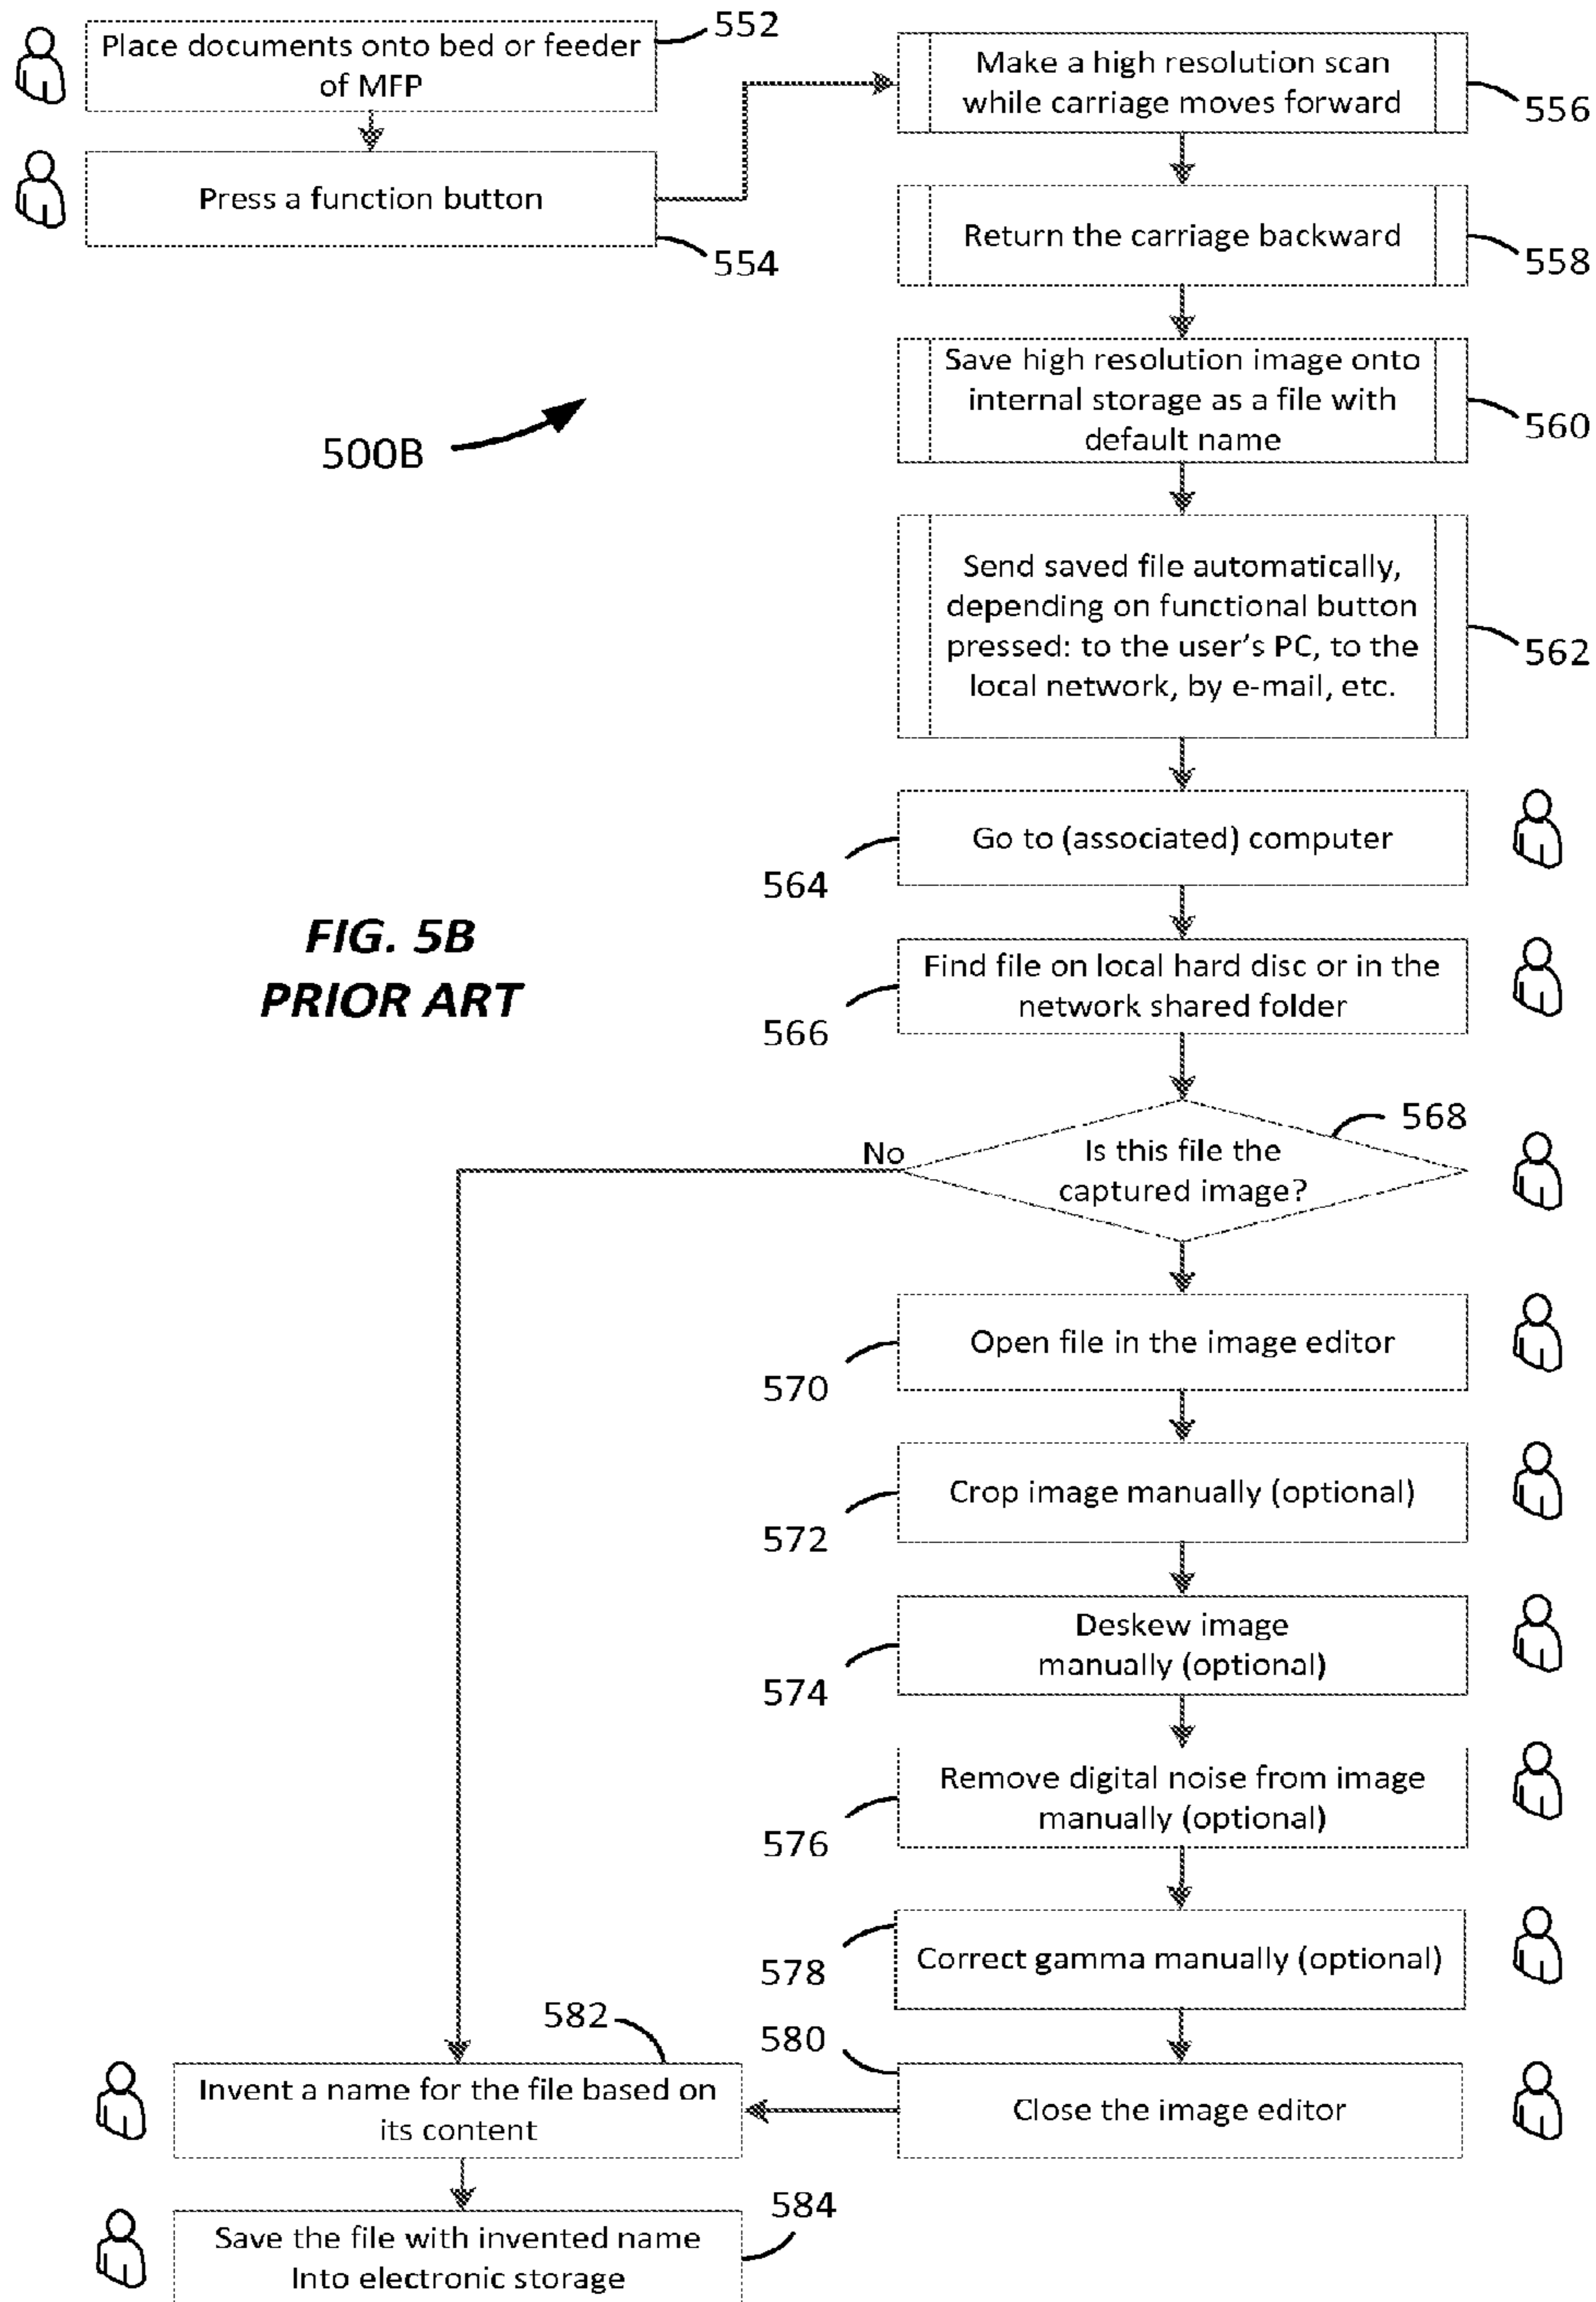 Place documents onto bed or feeder
of MFP
552
Press a function button
554
Make a high resolution scan
while carriage moves forward
556
Return the carriage backward
558
Save high resolution image onto
internal storage as a file with
default name
560
500B
Send saved file automatically,
depending on functional button
pressed: to the user's PC, to the
local network, by e-mail, etc.
562
Go to (associated) computer
564
FIG. 5B
PRIOR ART
Find file on local hard disc or in the
network shared folder
566
Is this file the
captured image?
568
No
Open file in the image editor
570
Crop image manually (optional)
572
Deskew image
manually (optional)
574
Remove digital noise from image
manually (optional)
576
Correct gamma manually (optional)
578
Close the image editor
580
Invent a name for the file based on
its content
582
Save the file with invented name
Into electronic storage
584